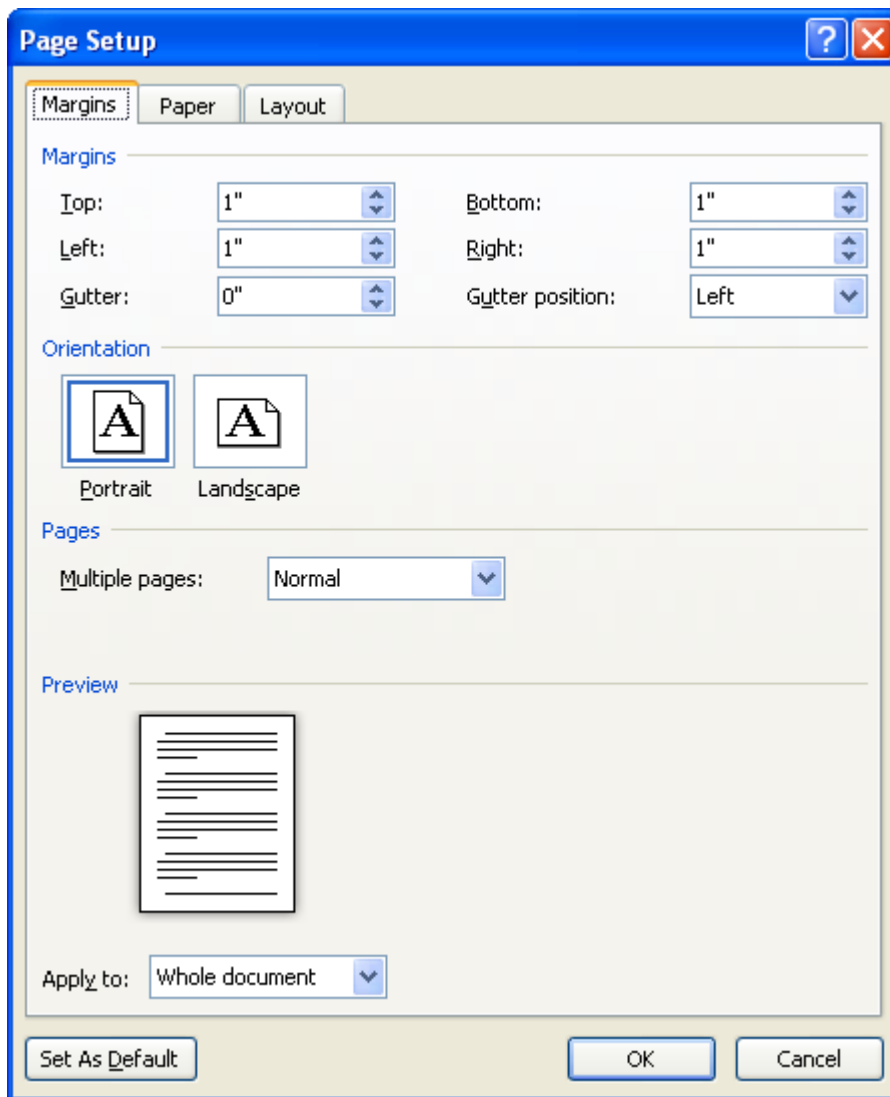 Page Setup
Margins Paper Layout
Margins
Top: 1" Bottom: 1"
Left: 1" Right: 1"
Gutter: 0" Gutter position: Left
Orientation
A A
Portrait Landscape
Pages
Multiple pages: Normal
Preview
Apply to: Whole document
Set As Default OK Cancel